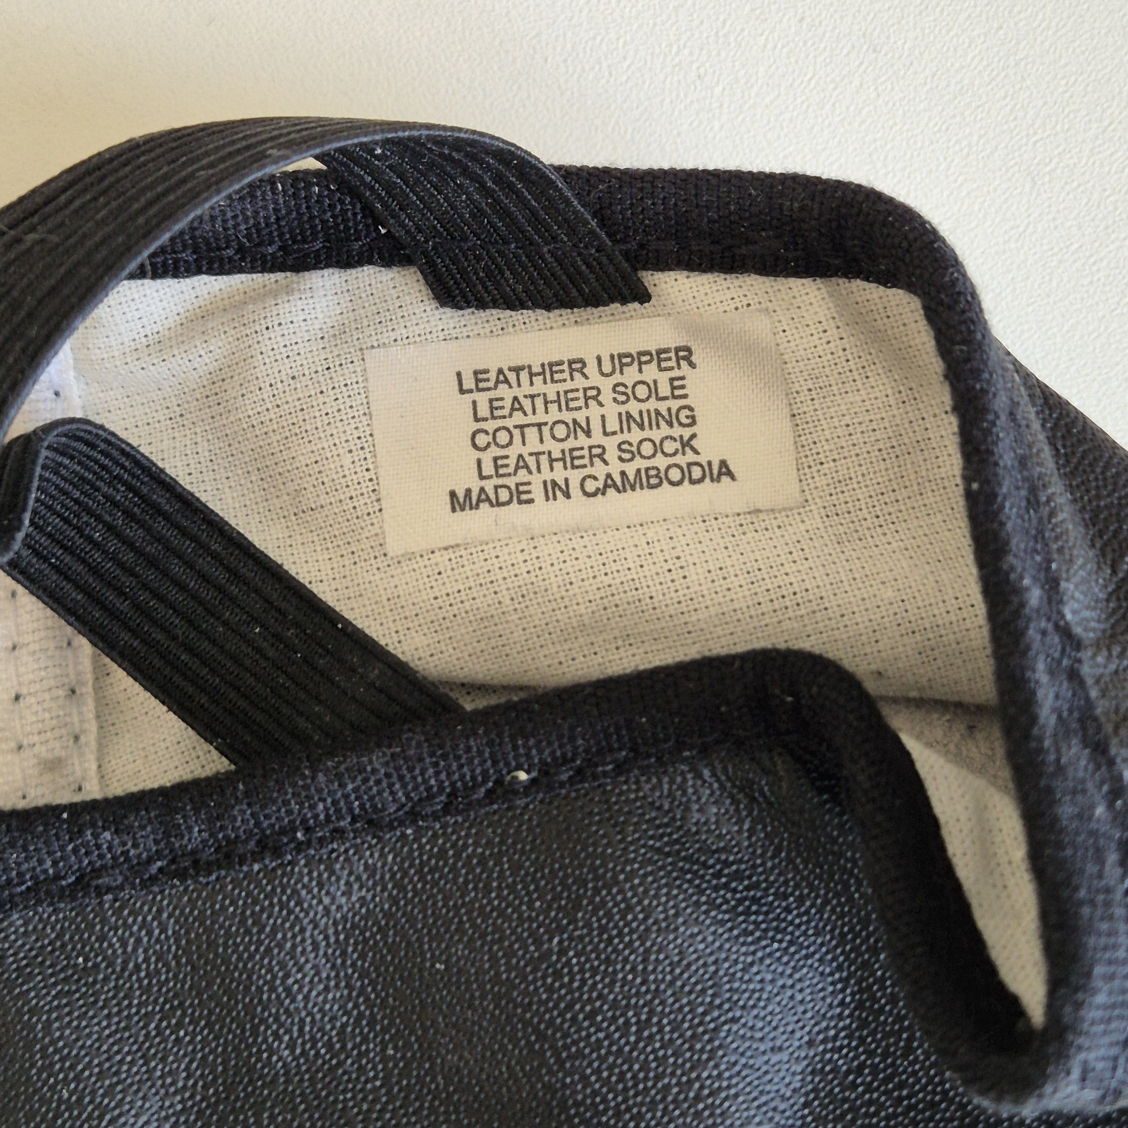 LEATHER UPPER
LEATHER SOLE
COTTON LINING
LEATHER SOCK
MADE IN CAMBODIA